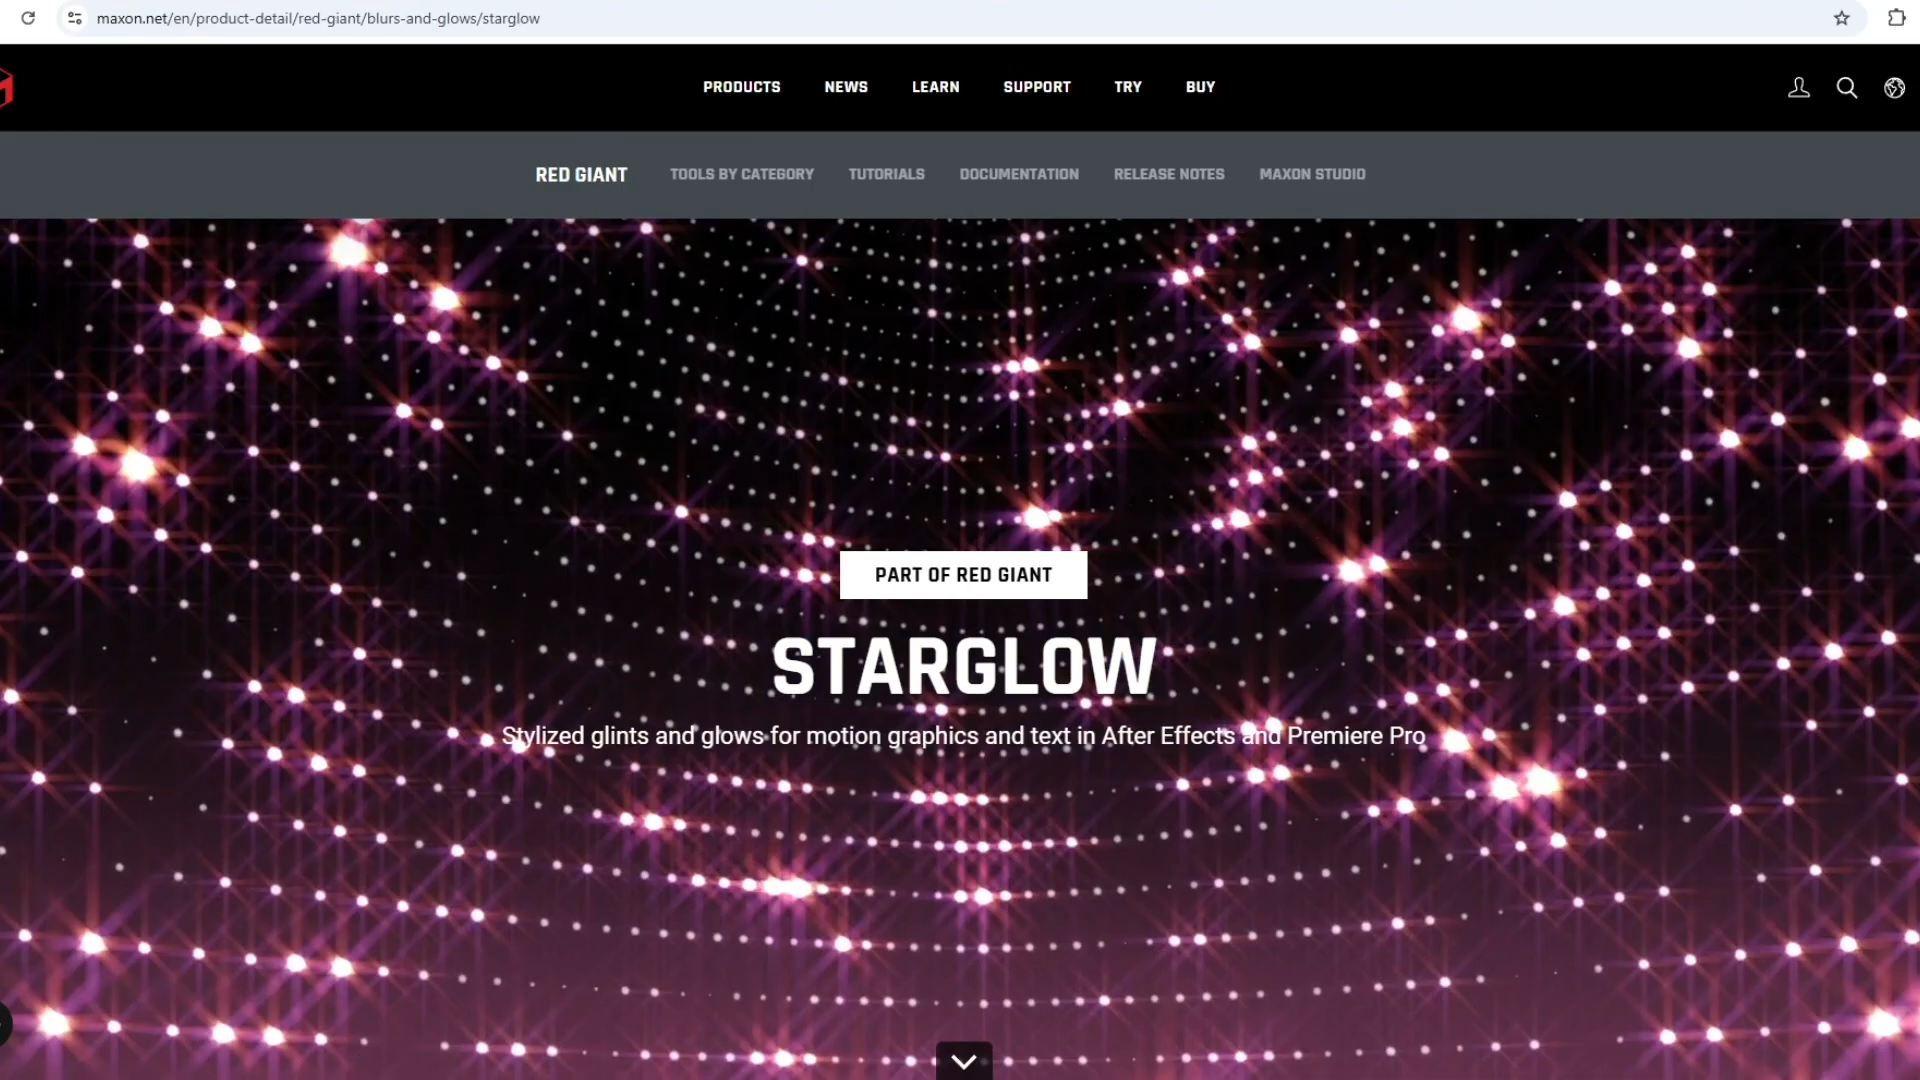 maxon.net/en/product-detail/red-giant/blurs-and-glows/starglow
PRODUCTS NEWS LEARN SUPPORT TRY BUY
RED GIANT TOOLS BY CATEGORY TUTORIALS DOCUMENTATION RELEASE NOTES MAXON STUDIO
PART OF RED GIANT
STARGLOW
Stylized glints and glows for motion graphics and text in After Effects and Premiere Pro